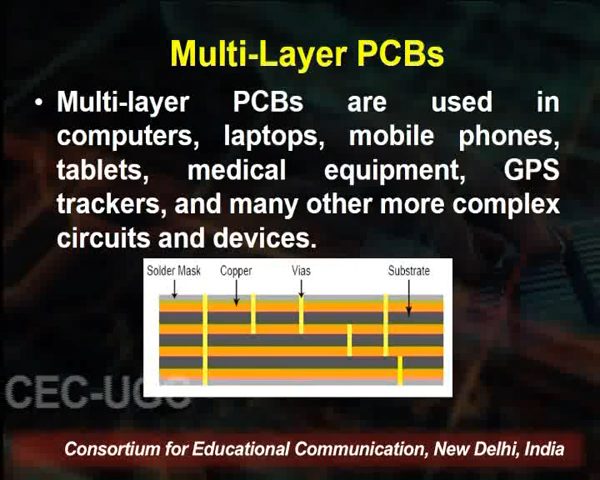 Multi-Layer PCBs
• Multi-layer PCBs are used in
computers, laptops, mobile phones,
tablets, medical equipment, GPS
trackers, and many other more complex
circuits and devices.
Solder Mask Copper Vias Substrate
CEC-UGC
Consortium for Educational Communication, New Delhi, India